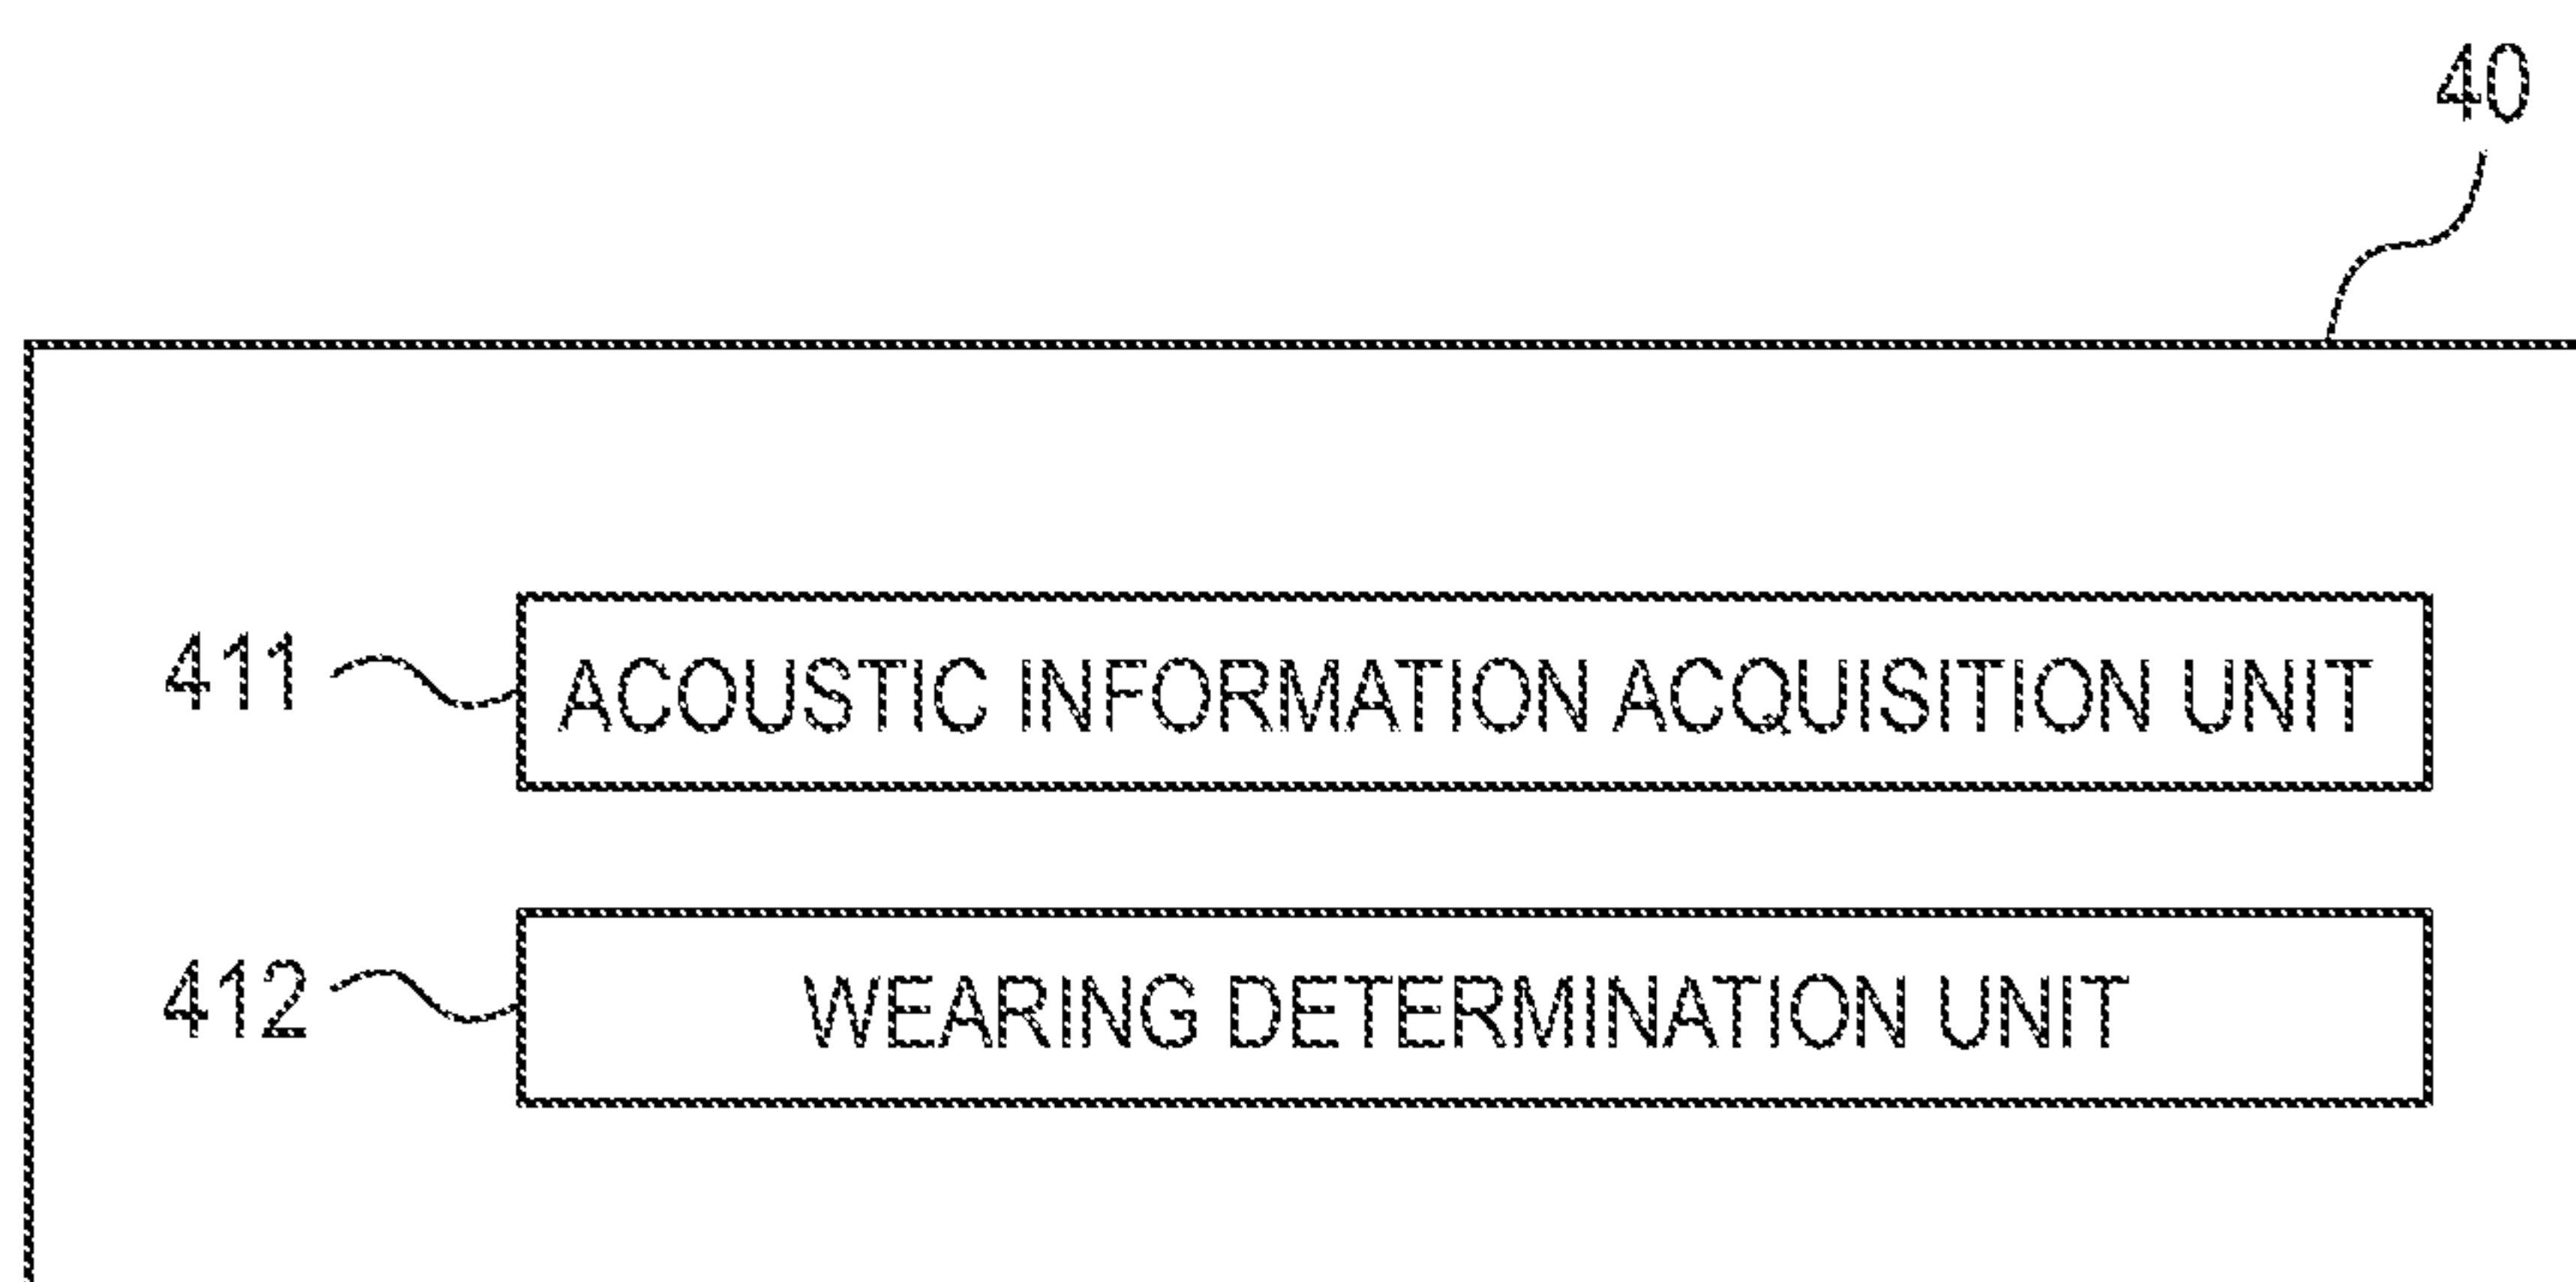 40
411 ACOUSTIC INFORMATION ACQUISITION UNIT
412 WEARING DETERMINATION UNIT